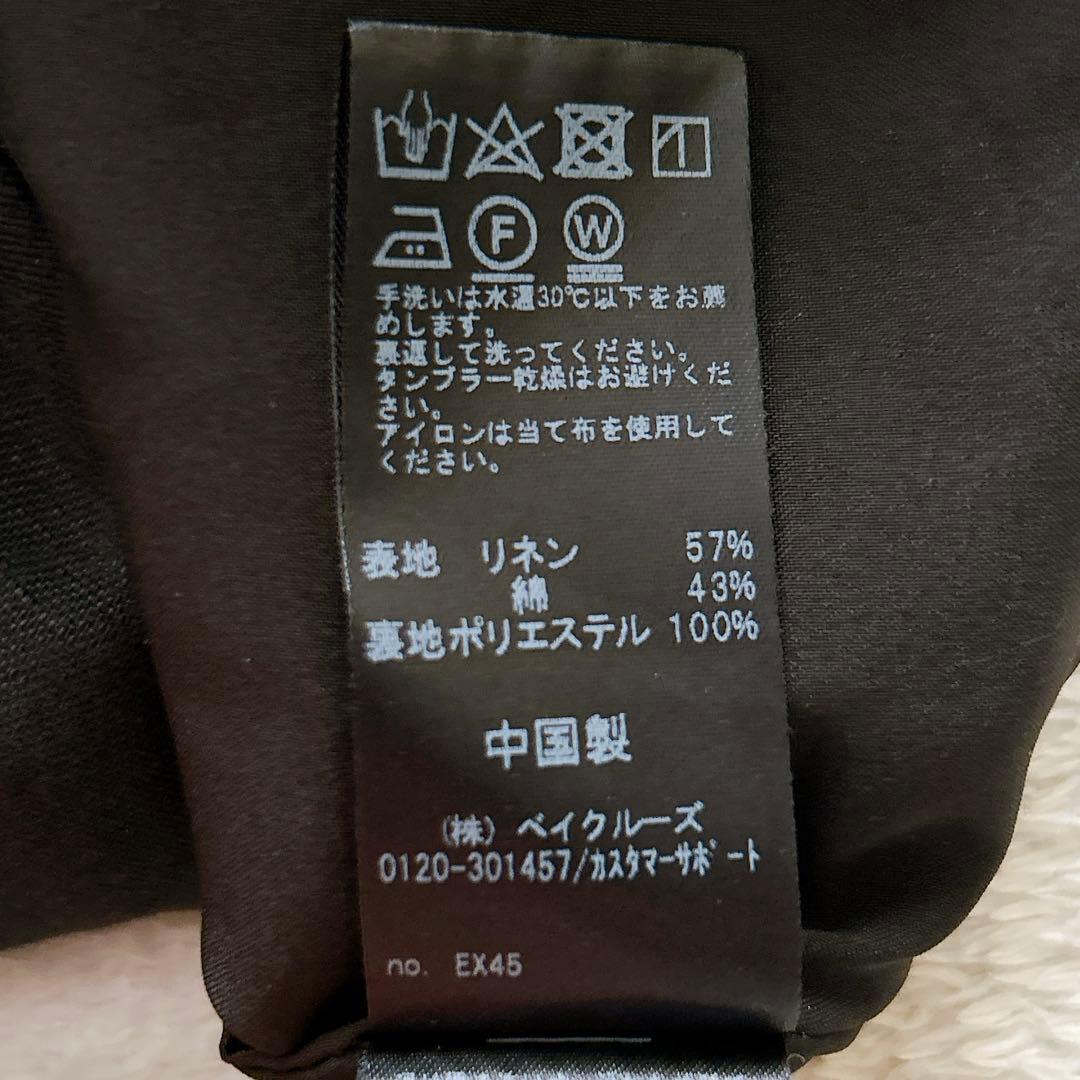 F W
手洗いは水温30℃以下をお薦
めします。
裏返して洗ってください。
タンブラー乾燥はお避けくだ
さい。
アイロンは当て布を使用して
ください。
表地 リネン 57%
綿 43%
裏地ポリエステル 100%
中国製
(株) ベイクルーズ
0120-301457/カスタマーサポート
no. EX45